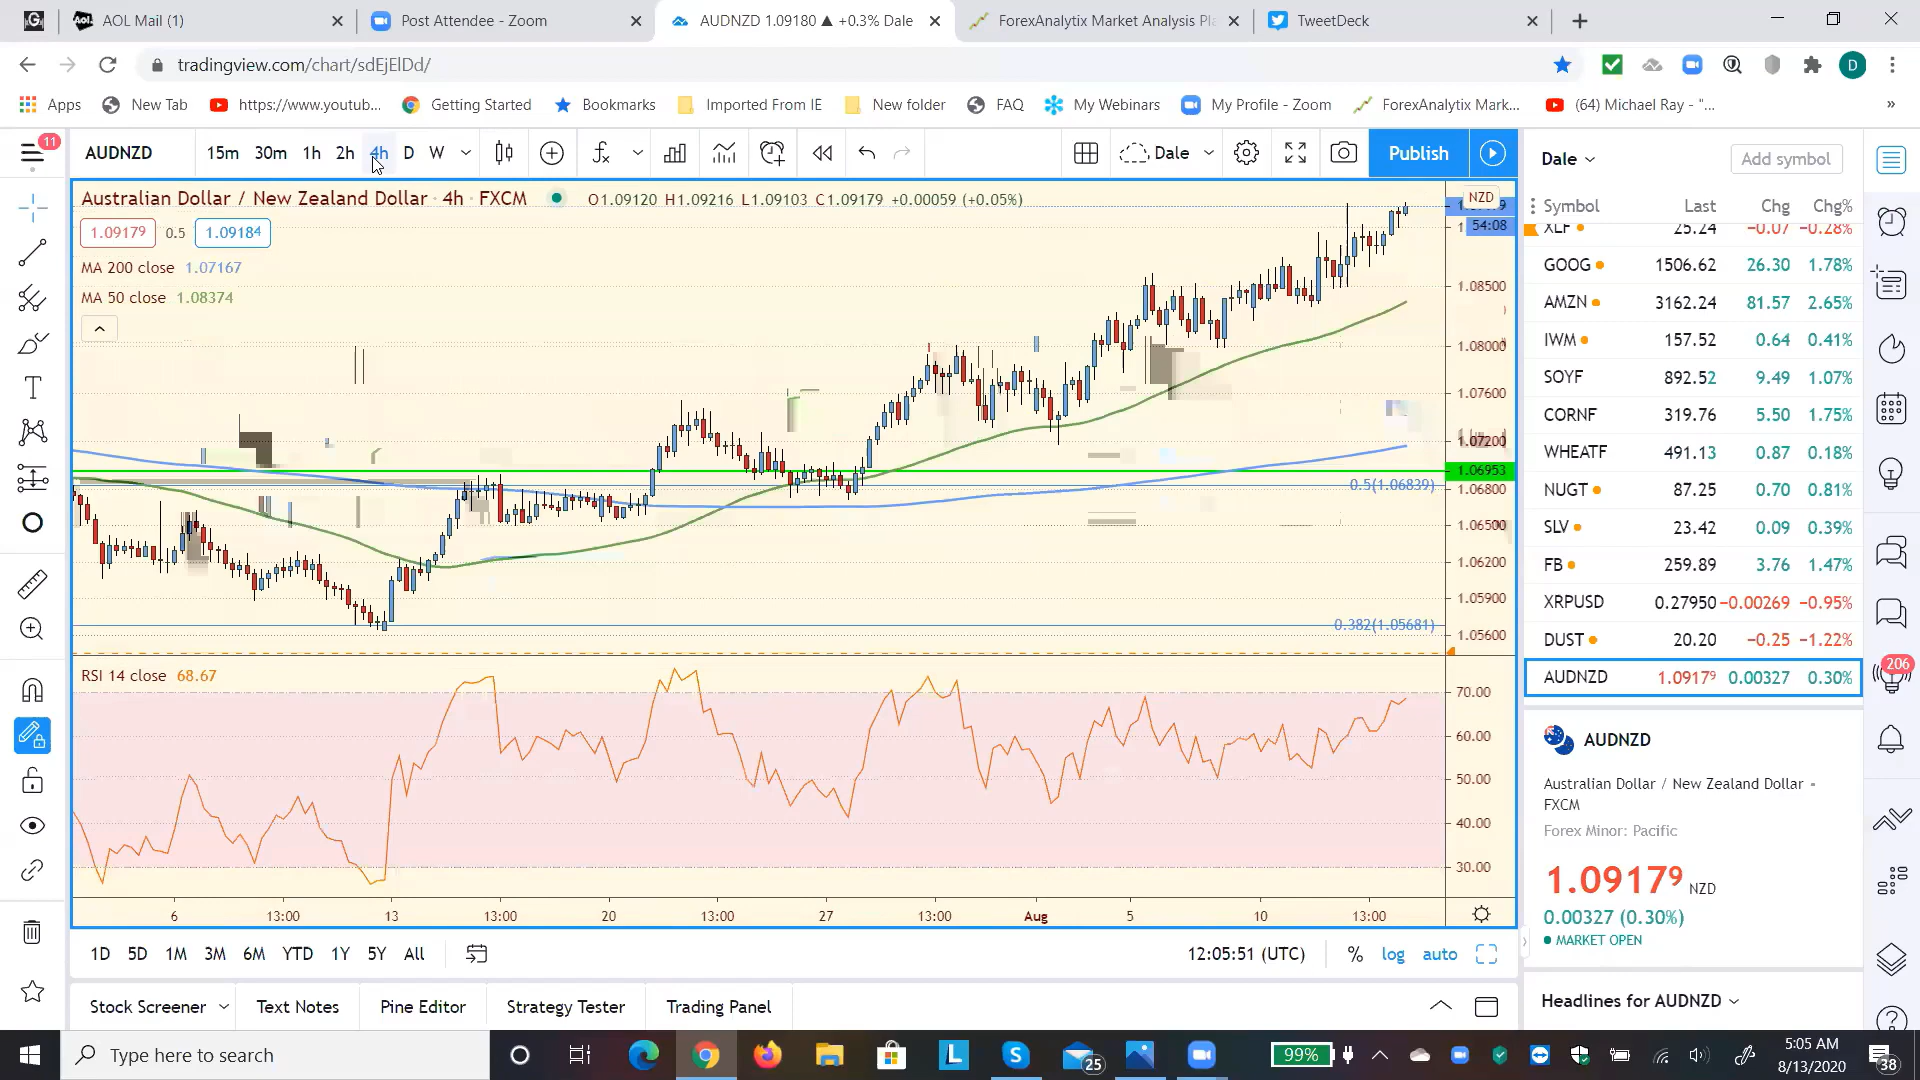 AOL Mail (1)
Post Attendee - Zoom
AUDNZD 1.09180 ▲ +0.3% Dale
ForexAnalytix Market Analysis Pl
TweetDeck
tradingview.com/chart/sdEjElDd/
D
Apps
New Tab
https://www.youtub...
Getting Started
Bookmarks
Imported From IE
New folder
FAQ
My Webinars
My Profile - Zoom
ForexAnalytix Mark...
(64) Michael Ray - "...
»
11
AUDNZD
15m 30m 1h 2h 4h D W
Dale
Publish
Dale
Add symbol
Australian Dollar / New Zealand Dollar · 4h · FXCM
O1.09120 H1.09216 L1.09103 C1.09179 +0.00059 (+0.05%)
1.09179 0.5 1.09184
MA 200 close 1.07167
MA 50 close 1.08374
NZD
54:08
1.08500
1.08000
1.07600
1.07200
1.06953
1.06800
1.06500
1.06200
1.05900
1.05600
0.5(1.06839)
0.382(1.05681)
RSI 14 close 68.67
70.00
60.00
50.00
40.00
30.00
6 13:00 13 13:00 20 13:00 27 13:00 Aug 5 10 13:00
1D 5D 1M 3M 6M YTD 1Y 5Y All
12:05:51 (UTC)
% log auto
Stock Screener
Text Notes
Pine Editor
Strategy Tester
Trading Panel
Symbol Last Chg Chg%
XLF 25.24 −0.07 −0.28%
GOOG 1506.62 26.30 1.78%
AMZN 3162.24 81.57 2.65%
IWM 157.52 0.64 0.41%
SOYF 892.52 9.49 1.07%
CORNF 319.76 5.50 1.75%
WHEATF 491.13 0.87 0.18%
NUGT 87.25 0.70 0.81%
SLV 23.42 0.09 0.39%
FB 259.89 3.76 1.47%
XRPUSD 0.27950 −0.00269 −0.95%
DUST 20.20 −0.25 −1.22%
AUDNZD 1.09179 0.00327 0.30%
206
AUDNZD
Australian Dollar / New Zealand Dollar •
FXCM
Forex Minor: Pacific
1.09179 NZD
0.00327 (0.30%)
MARKET OPEN
Headlines for AUDNZD
Type here to search
25
99%
5:05 AM
8/13/2020
38